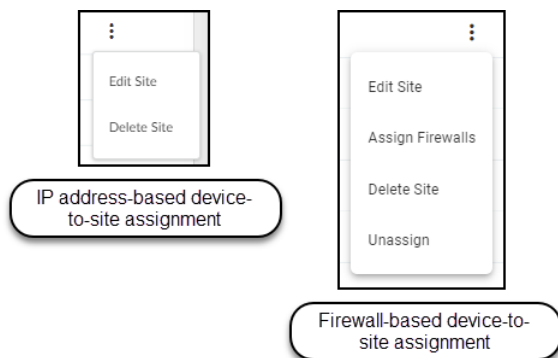 Edit Site
Delete Site
IP address-based device-
to-site assignment
Edit Site
Assign Firewalls
Delete Site
Unassign
Firewall-based device-to-
site assignment